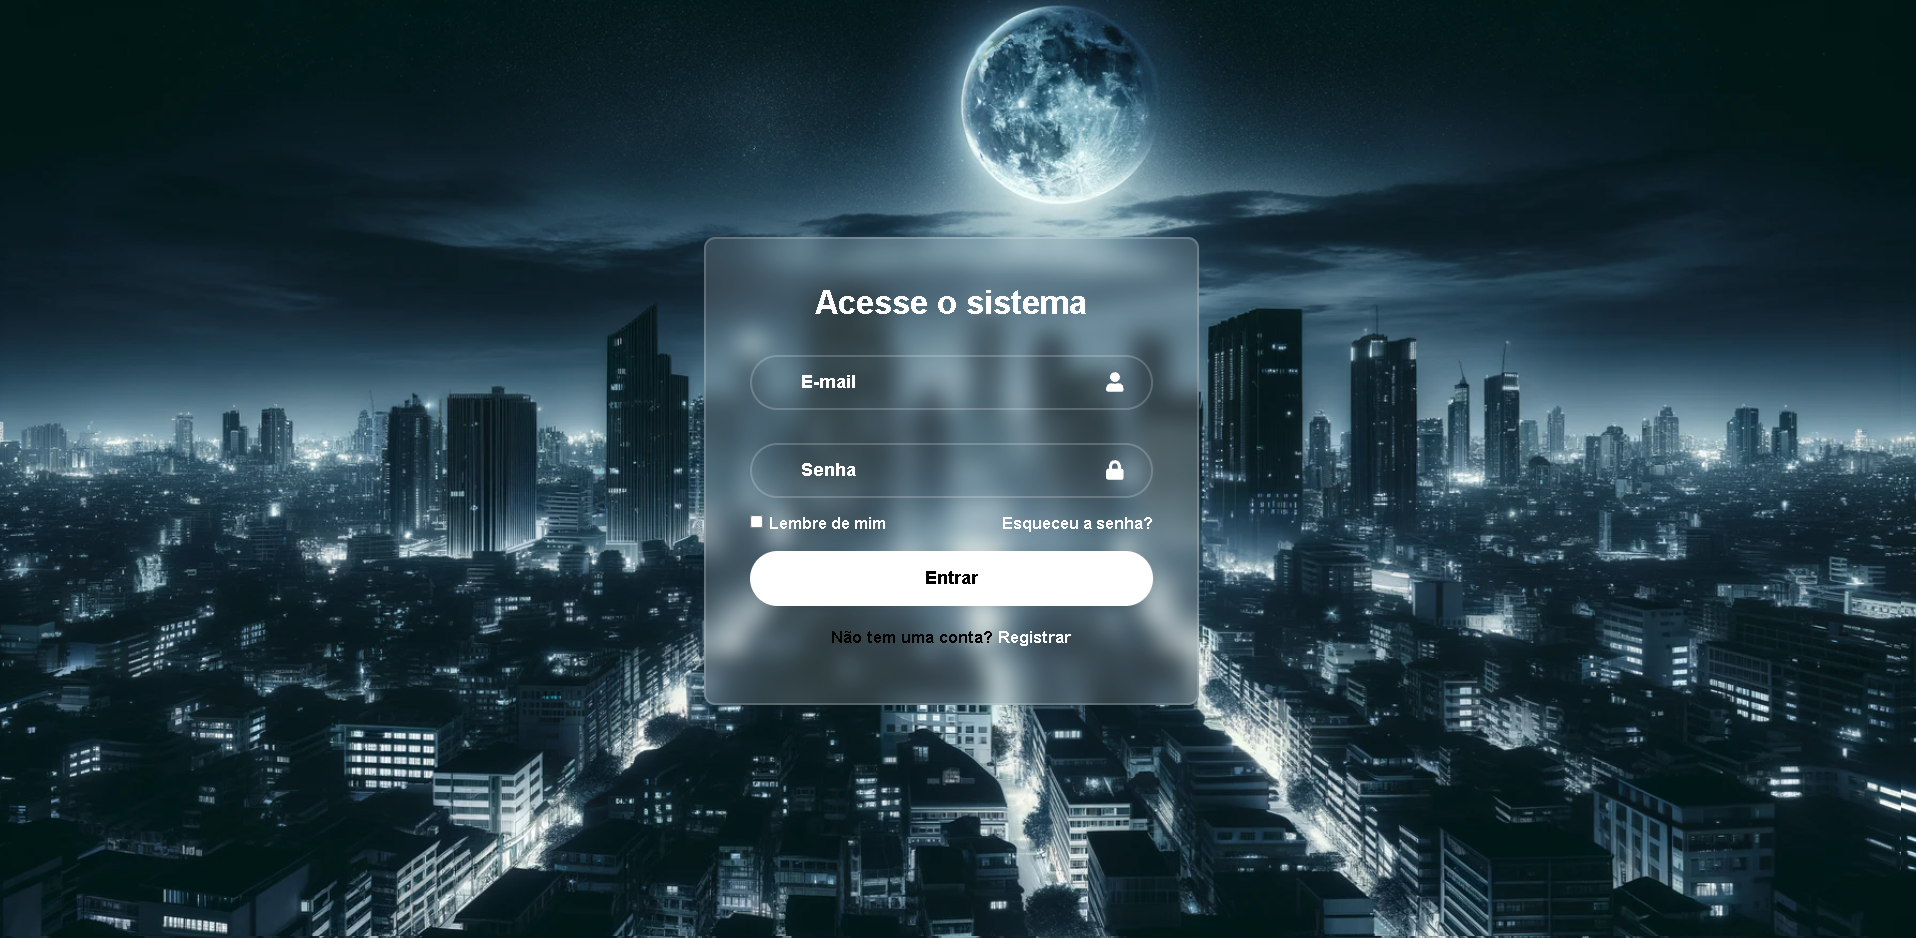 Acesse o sistema
E-mail
Senha
Lembre de mim Esqueceu a senha?
Entrar
Não tem uma conta? Registrar